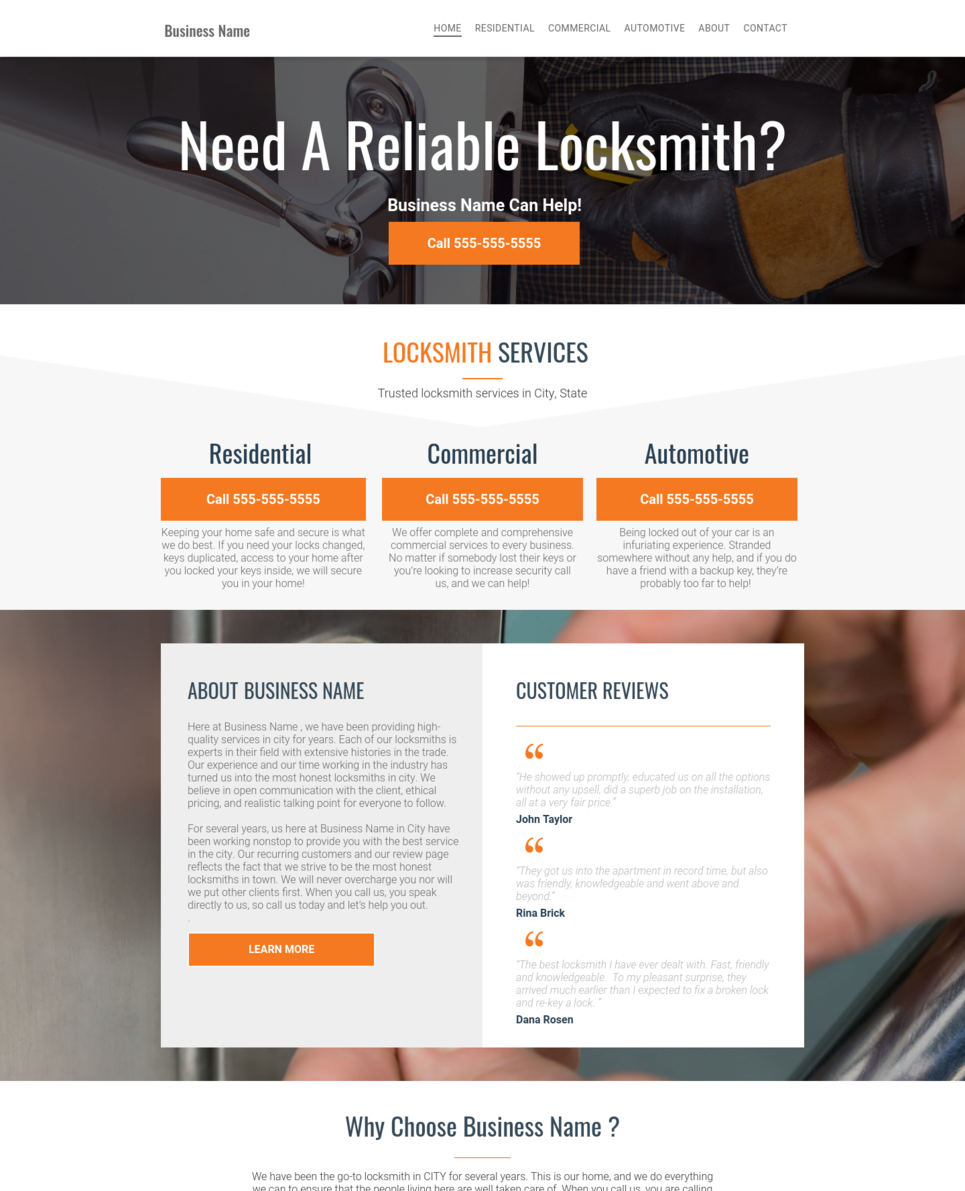 Business Name
HOME RESIDENTIAL COMMERCIAL AUTOMOTIVE ABOUT CONTACT
Need A Reliable Locksmith?
Business Name Can Help!
Call 555-555-5555
LOCKSMITH SERVICES
Trusted locksmith services in City, State
Residential
Call 555-555-5555
Keeping your home safe and secure is what
we do best. If you need your locks changed,
keys duplicated, access to your home after
you locked your keys inside, we will secure
you in your home!
Commercial
Call 555-555-5555
We offer complete and comprehensive
commercial services to every business.
No matter if somebody lost their keys or
you're looking to increase security call
us, and we can help!
Automotive
Call 555-555-5555
Being locked out of your car is an
infuriating experience. Stranded
somewhere without any help, and if you do
have a friend with a backup key, they're
probably too far to help!
ABOUT BUSINESS NAME
Here at Business Name , we have been providing high-
quality services in city for years. Each of our locksmiths is
experts in their field with extensive histories in the trade.
Our experience and our time working in the industry has
turned us into the most honest locksmiths in city. We
believe in open communication with the client, ethical
pricing, and realistic talking point for everyone to follow.
For several years, us here at Business Name in City have
been working nonstop to provide you with the best service
in the city. Our recurring customers and our review page
reflects the fact that we strive to be the most honest
locksmiths in town. We will never overcharge you nor will
we put other clients first. When you call us, you speak
directly to us, so call us today and let's help you out.
.
LEARN MORE
CUSTOMER REVIEWS
“
"He showed up promptly, educated us on all the options
without any upsell, did a superb job on the installation,
all at a very fair price."
John Taylor
“
"They got us into the apartment in record time, but also
was friendly, knowledgeable and went above and
beyond."
Rina Brick
“
"The best locksmith I have ever dealt with. Fast, friendly
and knowledgeable.  To my pleasant surprise, they
arrived much earlier than I expected to fix a broken lock
and re-key a lock. "
Dana Rosen
Why Choose Business Name ?
We have been the go-to locksmith in CITY for several years. This is our home, and we do everything
we can to ensure that the people living here are well taken care of. When you call us, you are calling